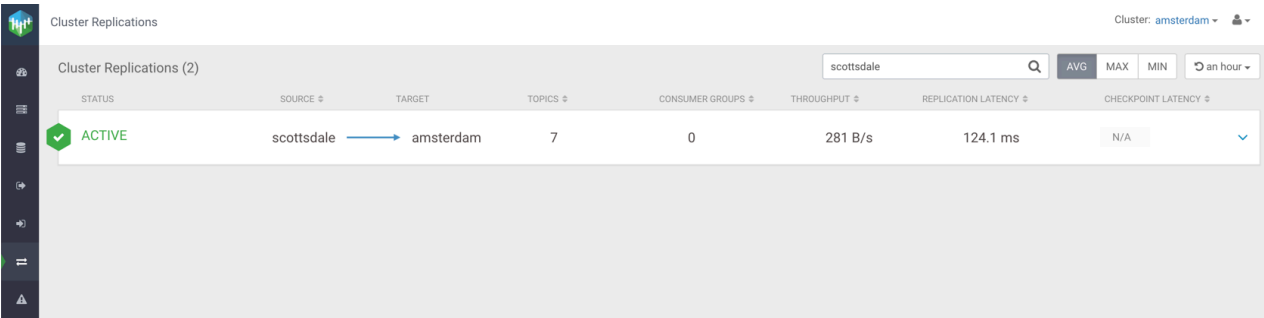 Cluster Replications
Cluster: amsterdam
Cluster Replications (2)
scottsdale
AVG MAX MIN
an hour
STATUS SOURCE TARGET TOPICS CONSUMER GROUPS THROUGHPUT REPLICATION LATENCY CHECKPOINT LATENCY
ACTIVE scottsdale amsterdam 7 0 281 B/s 124.1 ms N/A